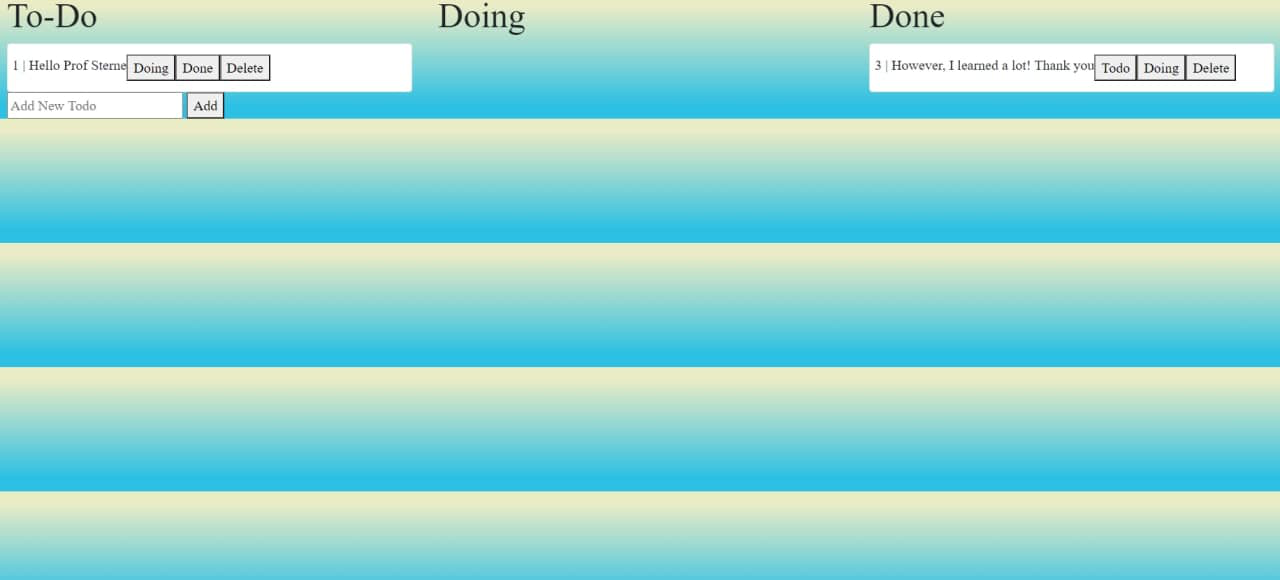 To-Do
1 | Hello Prof Sterne Doing Done Delete
Add New Todo Add
Doing
Done
3 | However, I learned a lot! Thank you Todo Doing Delete